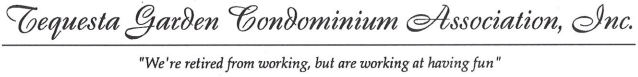 Tequesta Garden Condominium Association, Inc.
"We're retired from working, but are working at having fun"